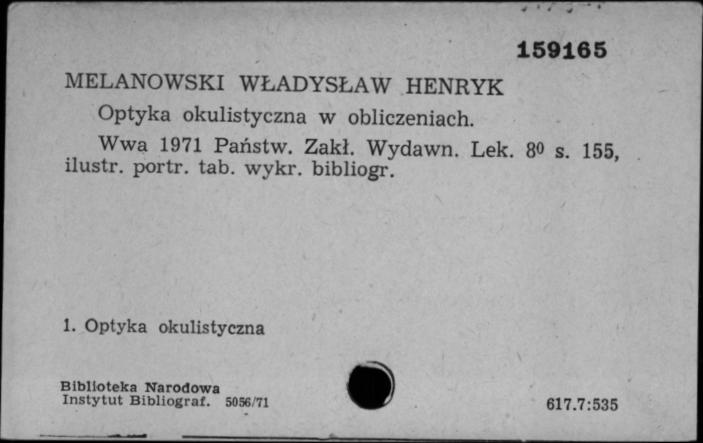 159165
MELANOWSKI WŁADYSŁAW HENRYK
Optyka okulistyczna w obliczeniach.
Wwa 1971 Państw. Zakł. Wydawn. Lek. 8⁰ s. 155,
ilustr. portr. tab. wykr. bibliogr.
1. Optyka okulistyczna
Biblioteka Narodowa
Instytut Bibliograf. 5056/71
617.7:535